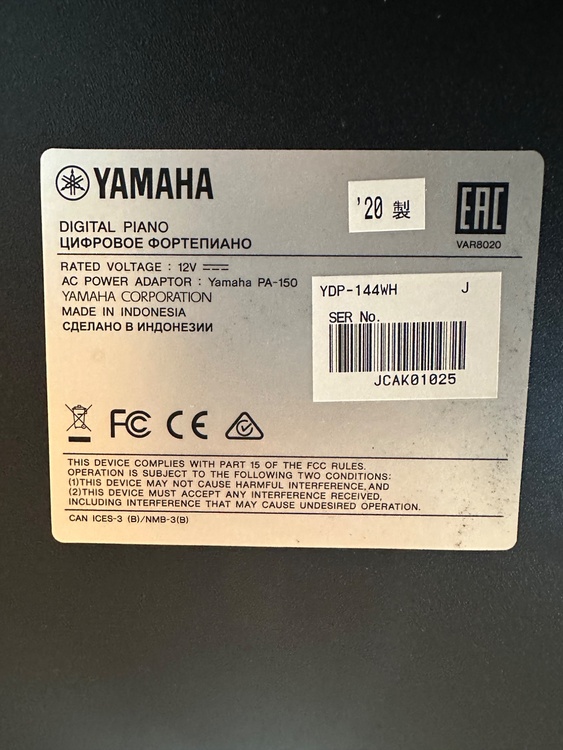 YAMAHA
'20 製
EAC
VAR8020
DIGITAL PIANO
ЦИФРОВОЕ ФОРТЕПИАНО
RATED VOLTAGE : 12V
AC POWER ADAPTOR : Yamaha PA-150
YAMAHA CORPORATION
MADE IN INDONESIA
СДЕЛАНО В ИНДОНЕЗИИ
YDP-144WH J
SER No.
JCAK01025
FC CE
THIS DEVICE COMPLIES WITH PART 15 OF THE FCC RULES.
OPERATION IS SUBJECT TO THE FOLLOWING TWO CONDITIONS:
(1)THIS DEVICE MAY NOT CAUSE HARMFUL INTERFERENCE, AND
(2)THIS DEVICE MUST ACCEPT ANY INTERFERENCE RECEIVED,
INCLUDING INTERFERENCE THAT MAY CAUSE UNDESIRED OPERATION.
CAN ICES-3 (B)/NMB-3(B)